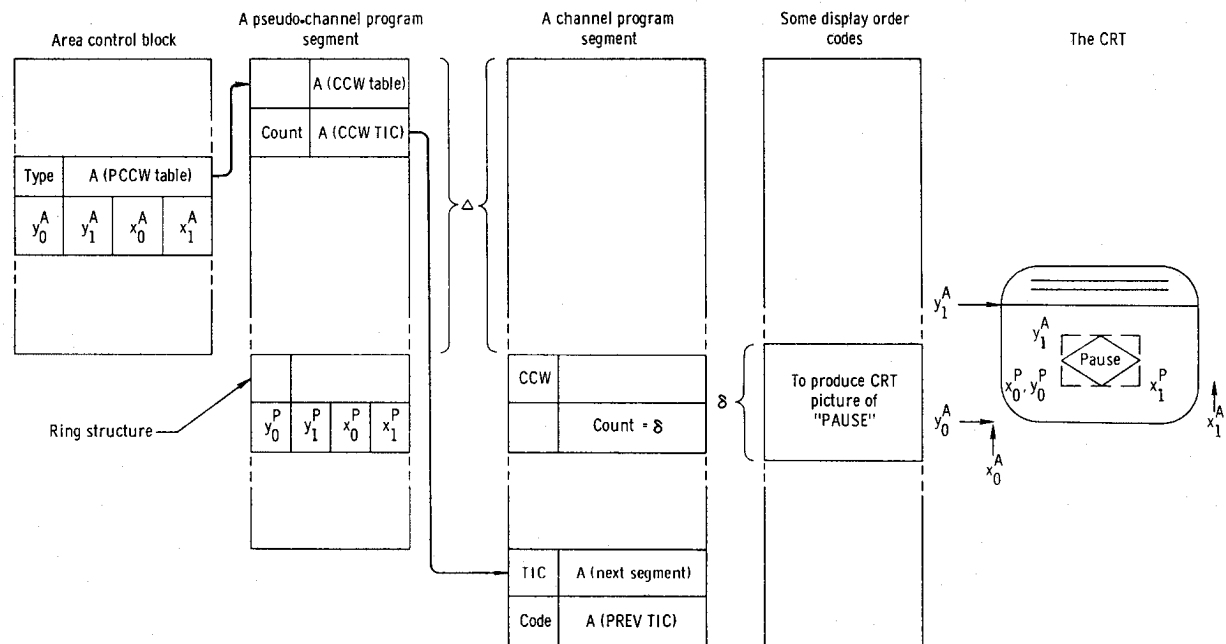 Area control block
A pseudo-channel program
segment
A channel program
segment
Some display order
codes
The CRT
Type
A (PCCW table)
y₀ᴬ
y₁ᴬ
x₀ᴬ
x₁ᴬ
A (CCW table)
Count
A (CCW TIC)
Δ
Ring structure
y₀ᴾ
y₁ᴾ
x₀ᴾ
x₁ᴾ
CCW
Count = δ
TIC
A (next segment)
Code
A (PREV TIC)
δ
To produce CRT
picture of
"PAUSE"
y₁ᴬ
y₀ᴬ
x₀ᴬ
y₁ᴬ
Pause
x₀ᴾ, y₀ᴾ
x₁ᴾ
x₁ᴬ